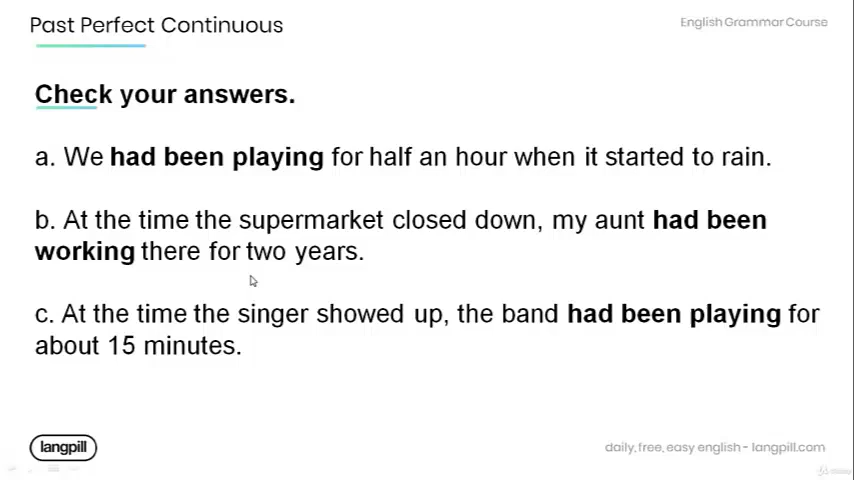 Past Perfect Continuous
English Grammar Course
Check your answers.
a. We had been playing for half an hour when it started to rain.
b. At the time the supermarket closed down, my aunt had been
working there for two years.
c. At the time the singer showed up, the band had been playing for
about 15 minutes.
langpill
daily, free, easy english - langpill.com